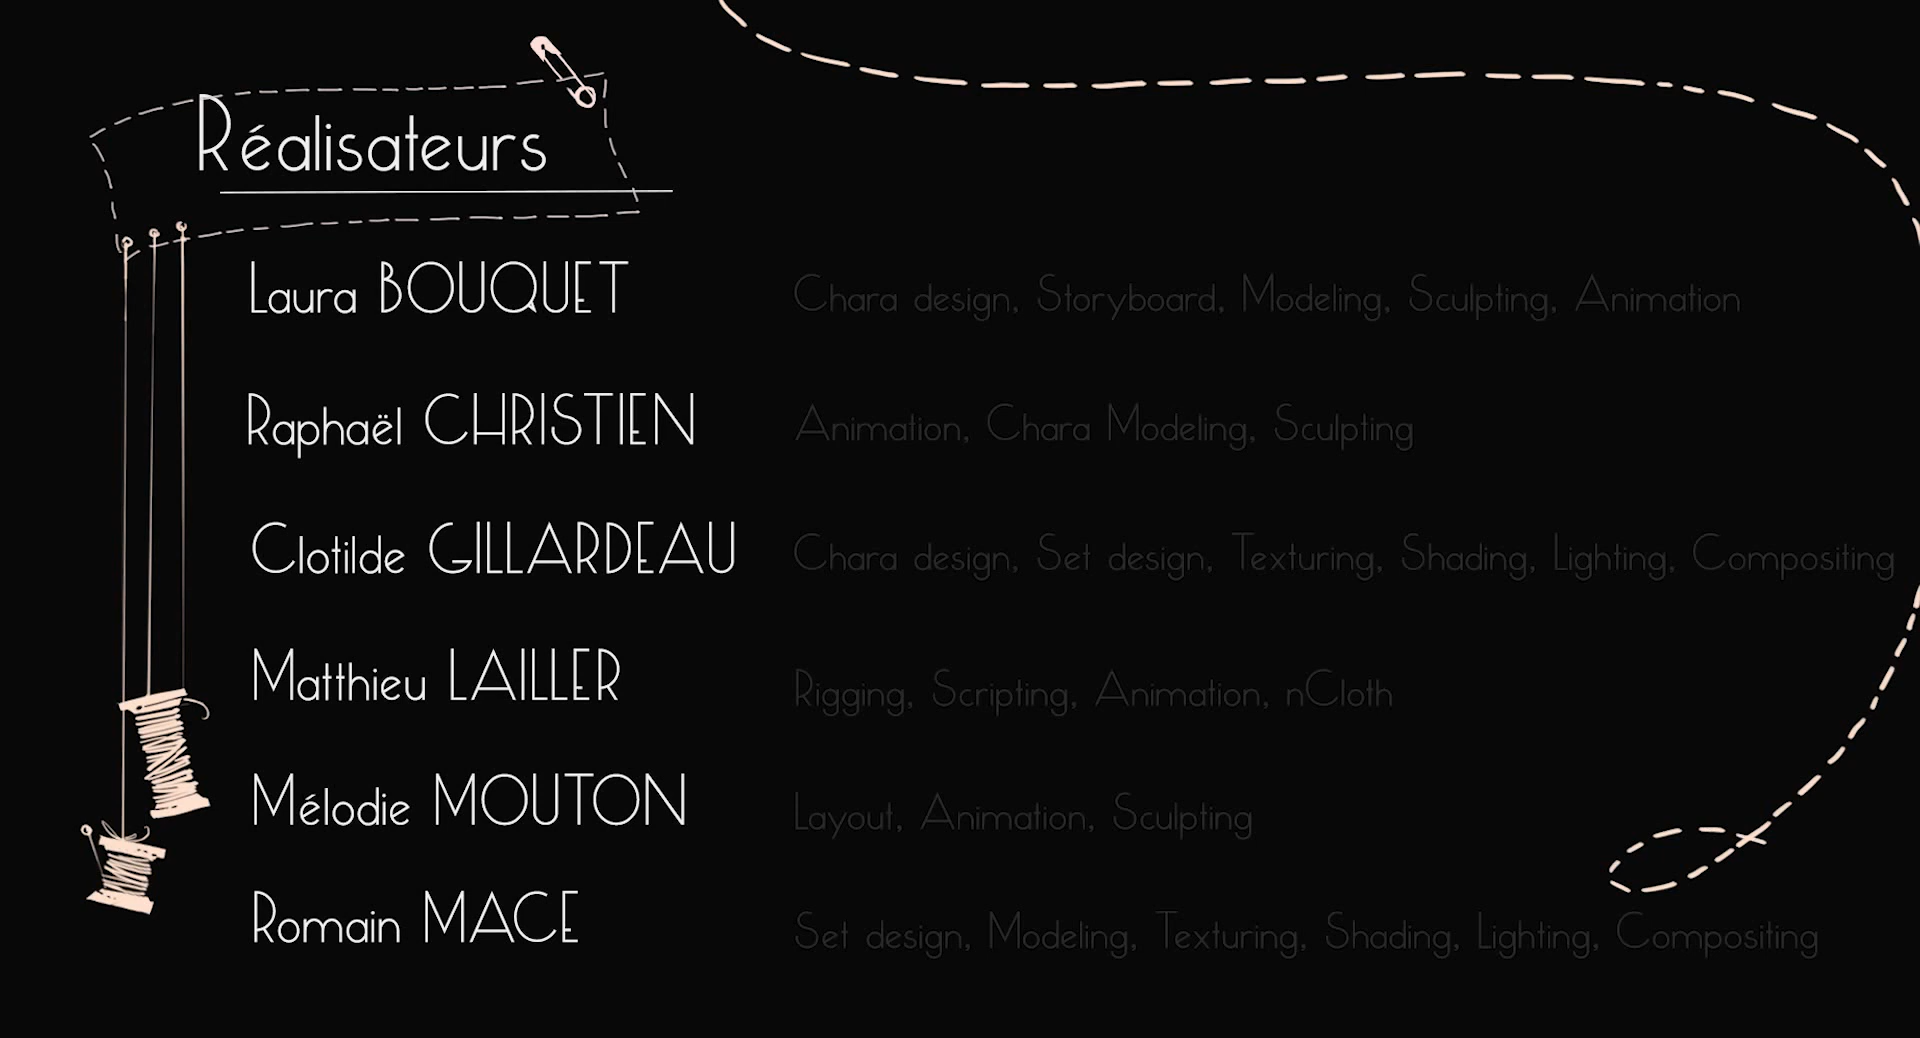 Réalisateurs
Laura BOUQUET Chara design, Storyboard, Modeling, Sculpting, Animation
Raphaël CHRISTIEN Animation, Chara Modeling, Sculpting
Clotilde GILLARDEAU Chara design, Set design, Texturing, Shading, Lighting, Compositing
Matthieu LAILLER Rigging, Scripting, Animation, nCloth
Mélodie MOUTON Layout, Animation, Sculpting
Romain MACE Set design, Modeling, Texturing, Shading, Lighting, Compositing